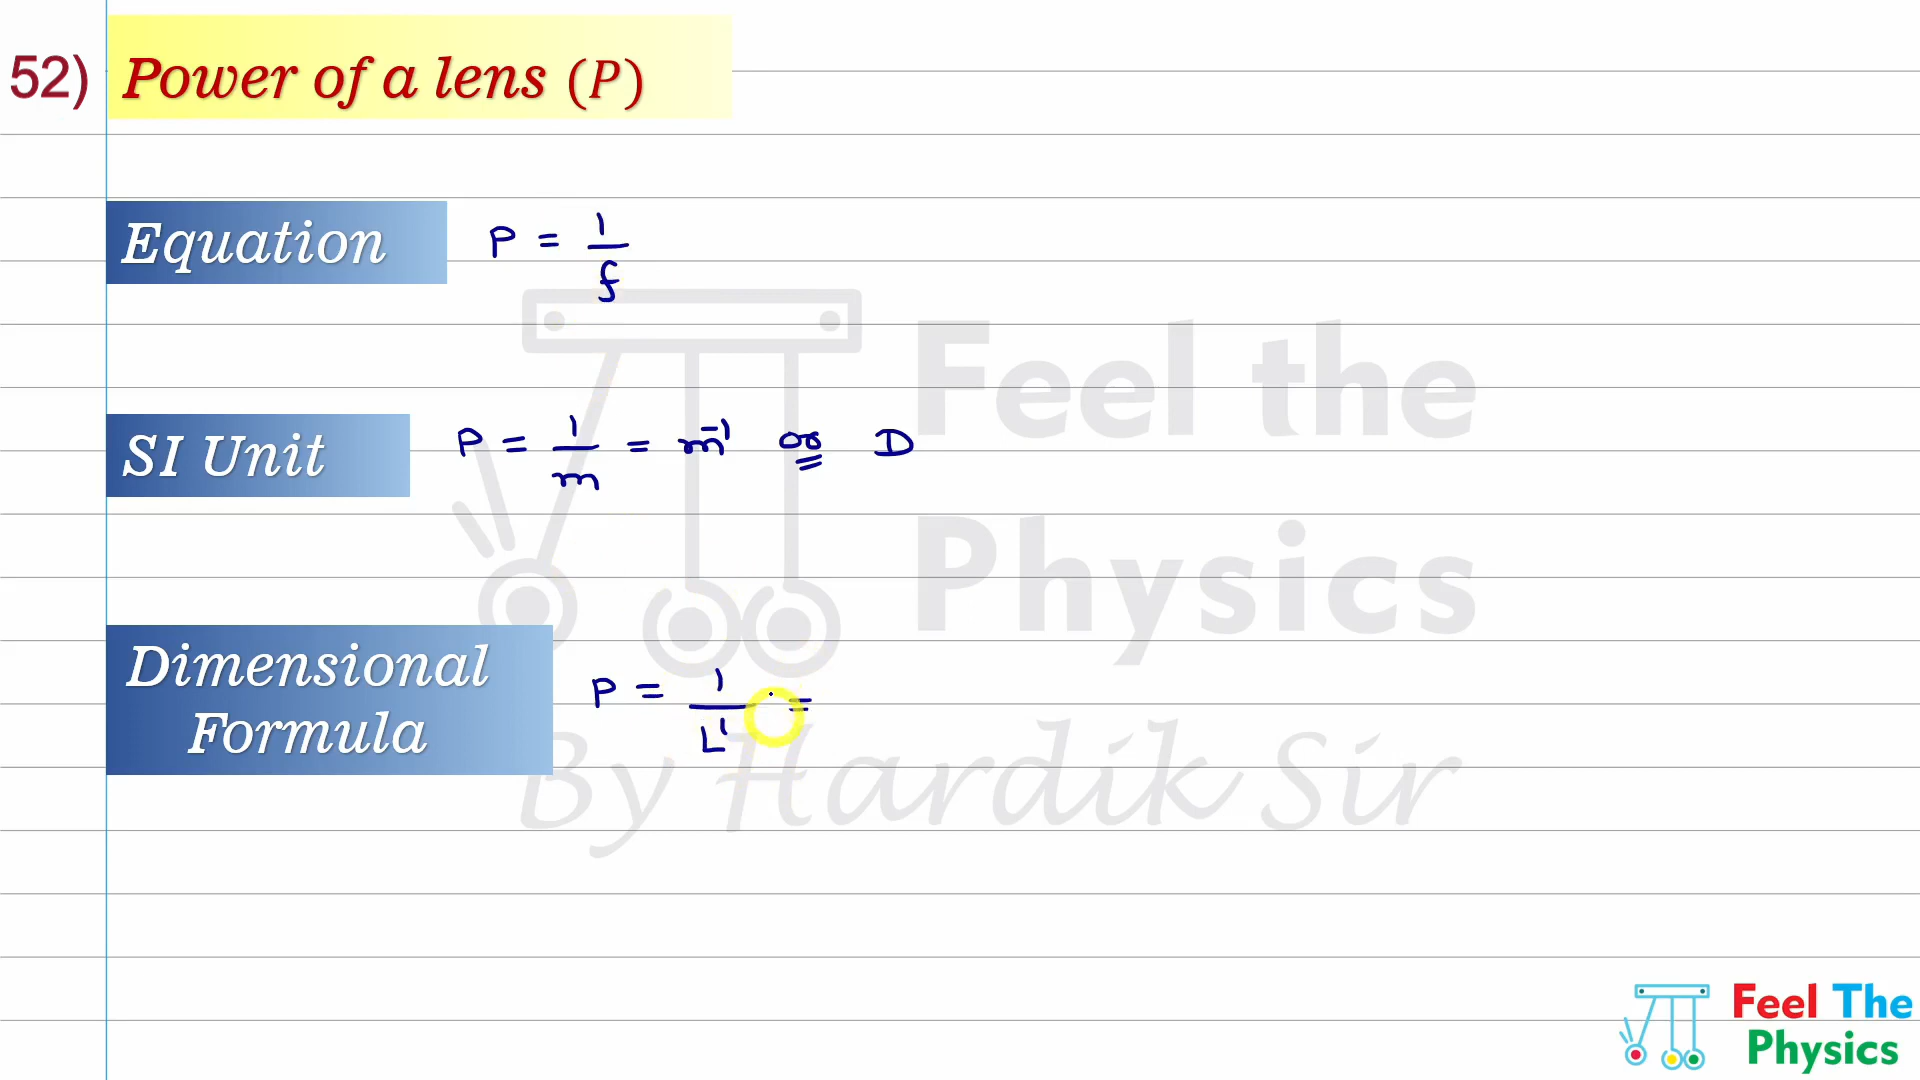 52) Power of a lens (P)
Equation P = 1/f
SI Unit P = 1/m = m⁻¹ or D
Dimensional
Formula P = 1/L¹ =
Feel the
Physics
By Hardik Sir
Feel The
Physics